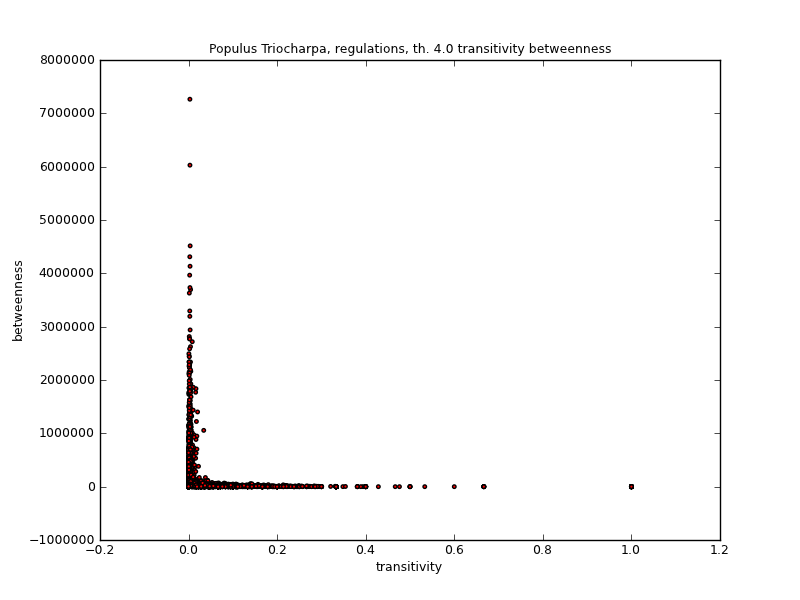 Populus Triocharpa, regulations, th. 4.0 transitivity betweenness
8000000
7000000
6000000
5000000
4000000
3000000
2000000
1000000
0
−1000000
betweenness
−0.2 0.0 0.2 0.4 0.6 0.8 1.0 1.2
transitivity